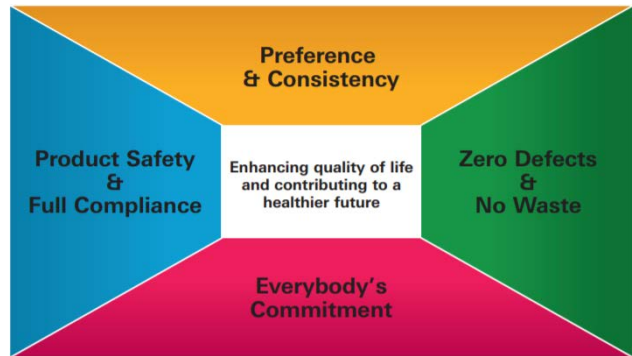 Preference
& Consistency
Product Safety
&
Full Compliance
Enhancing quality of life
and contributing to a
healthier future
Zero Defects
&
No Waste
Everybody's
Commitment